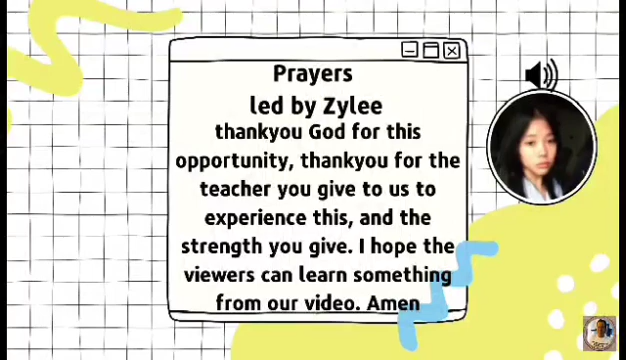 Prayers
led by Zylee
thankyou God for this
opportunity, thankyou for the
teacher you give to us to
experience this, and the
strength you give. I hope the
viewers can learn something
from our video. Amen